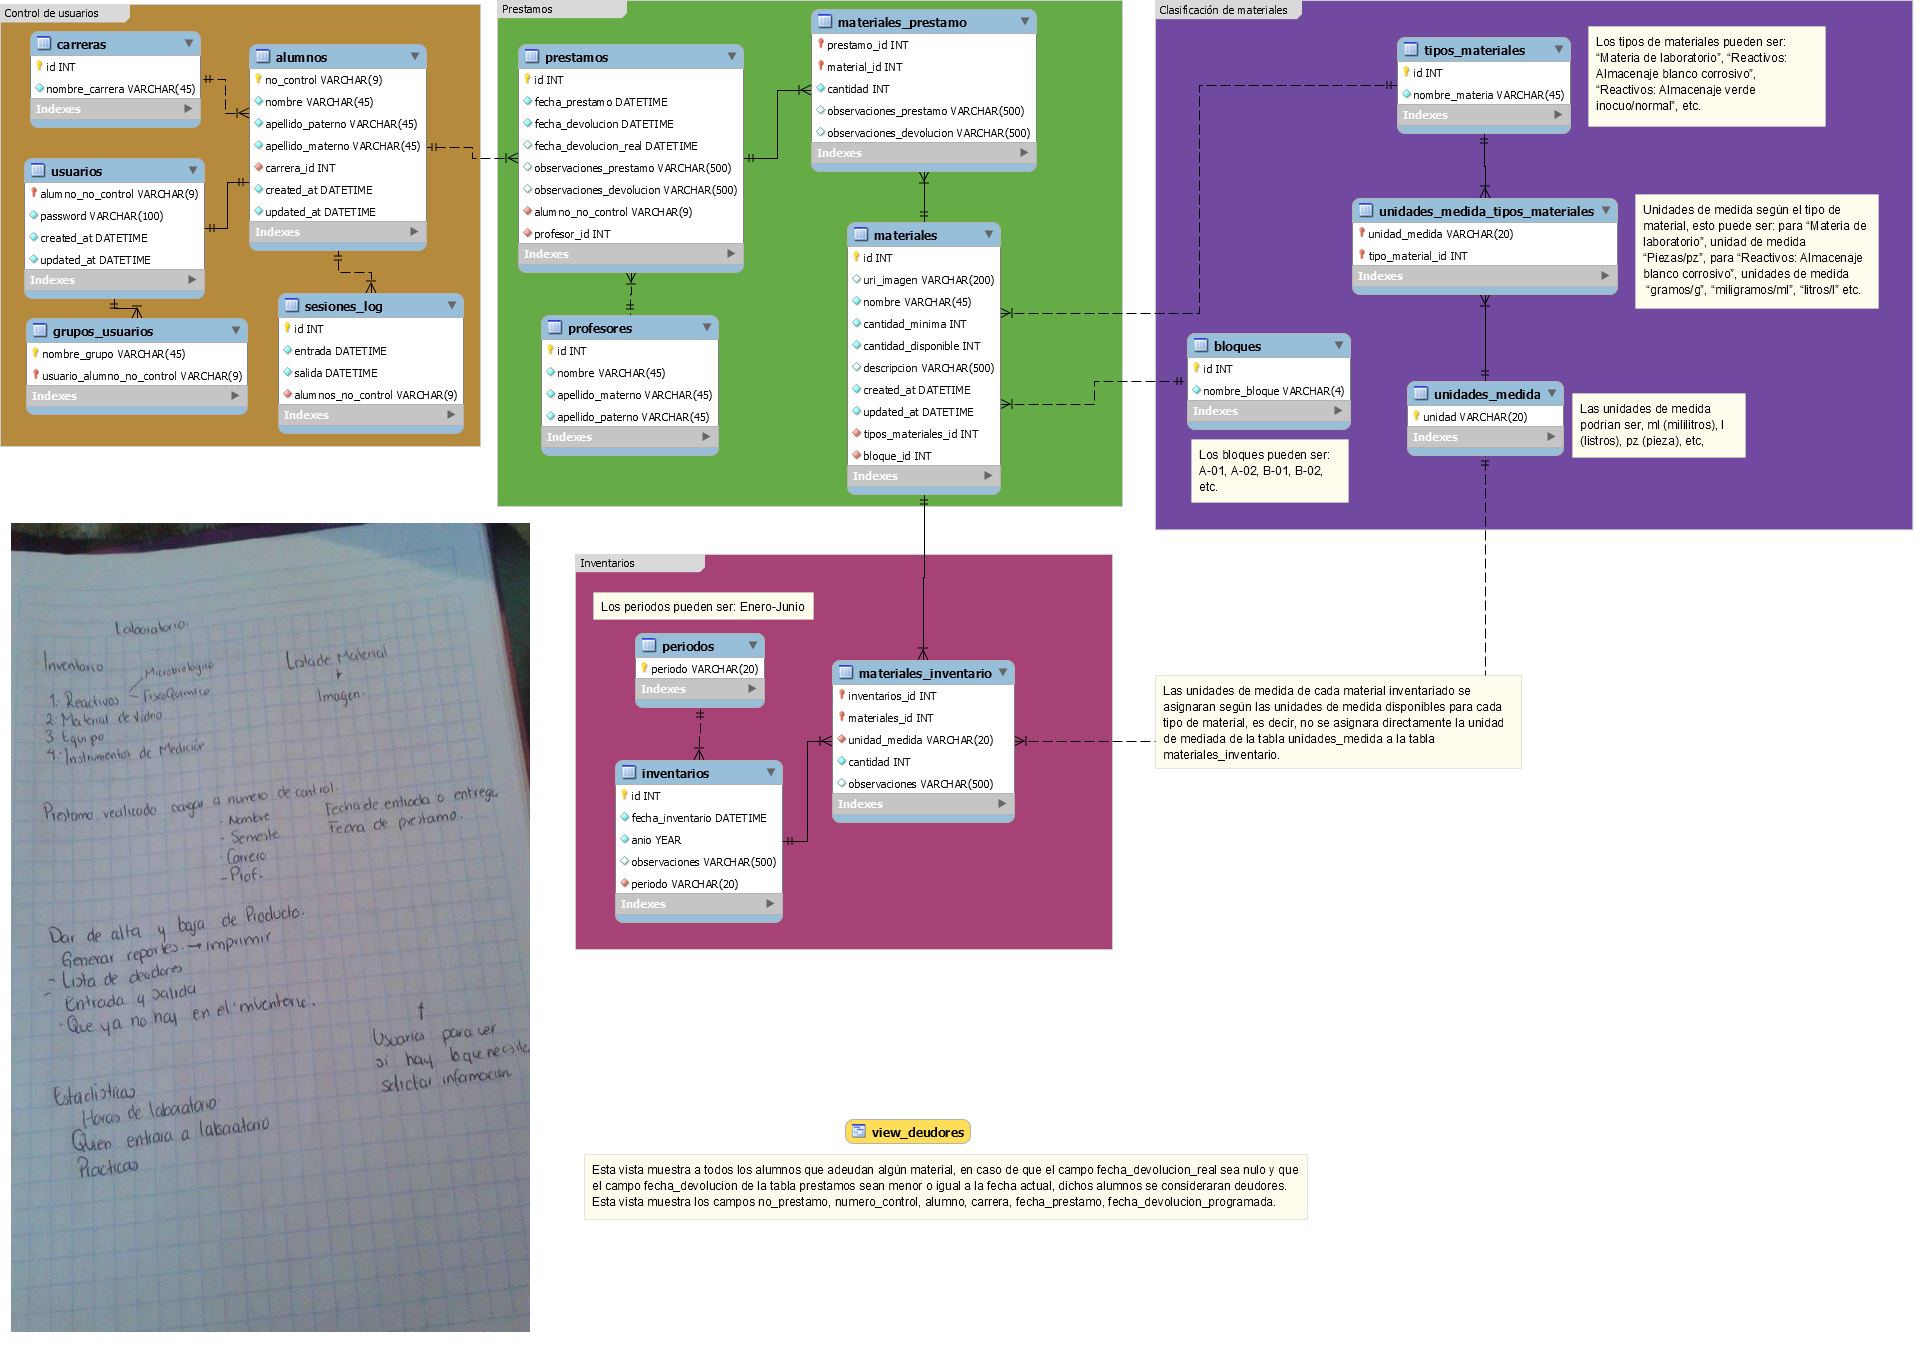 Control de usuarios
carreras
id INT
nombre_carrera VARCHAR(45)
Indexes
alumnos
no_control VARCHAR(9)
nombre VARCHAR(45)
apellido_paterno VARCHAR(45)
apellido_materno VARCHAR(45)
carrera_id INT
created_at DATETIME
updated_at DATETIME
Indexes
usuarios
alumno_no_control VARCHAR(9)
password VARCHAR(100)
created_at DATETIME
updated_at DATETIME
Indexes
grupos_usuarios
nombre_grupo VARCHAR(45)
usuario_alumno_no_control VARCHAR(9)
Indexes
sesiones_log
id INT
entrada DATETIME
salida DATETIME
alumnos_no_control VARCHAR(9)
Indexes
Prestamos
prestamos
id INT
fecha_prestamo DATETIME
fecha_devolucion DATETIME
fecha_devolucion_real DATETIME
observaciones_prestamo VARCHAR(500)
observaciones_devolucion VARCHAR(500)
alumno_no_control VARCHAR(9)
profesor_id INT
Indexes
materiales_prestamo
prestamo_id INT
material_id INT
cantidad INT
observaciones_prestamo VARCHAR(500)
observaciones_devolucion VARCHAR(500)
Indexes
profesores
id INT
nombre VARCHAR(45)
apellido_materno VARCHAR(45)
apellido_paterno VARCHAR(45)
Indexes
materiales
id INT
uri_imagen VARCHAR(200)
nombre VARCHAR(45)
cantidad_minima INT
cantidad_disponible INT
descripcion VARCHAR(500)
created_at DATETIME
updated_at DATETIME
tipos_materiales_id INT
bloque_id INT
Indexes
Clasificación de materiales
tipos_materiales
id INT
nombre_materia VARCHAR(45)
Indexes
Los tipos de materiales pueden ser:
“Materia de laboratorio”, “Reactivos:
Almacenaje blanco corrosivo”,
“Reactivos: Almacenaje verde
inocuo/normal”, etc.
unidades_medida_tipos_materiales
unidad_medida VARCHAR(20)
tipo_material_id INT
Indexes
Unidades de medida según el tipo de
material, esto puede ser: para “Materia de
laboratorio”, unidad de medida
“Piezas/pz”, para “Reactivos: Almacenaje
blanco corrosivo”, unidades de medida
“gramos/g”, “miligramos/ml”, “litros/l” etc.
bloques
id INT
nombre_bloque VARCHAR(4)
Indexes
Los bloques pueden ser:
A-01, A-02, B-01, B-02,
etc.
unidades_medida
unidad VARCHAR(20)
Indexes
Las unidades de medida
podrian ser, ml (mililitros), l
(listros), pz (pieza), etc,
Inventarios
Los periodos pueden ser: Enero-Junio
periodos
periodo VARCHAR(20)
Indexes
materiales_inventario
inventarios_id INT
materiales_id INT
unidad_medida VARCHAR(20)
cantidad INT
observaciones VARCHAR(500)
Indexes
inventarios
id INT
fecha_inventario DATETIME
anio YEAR
observaciones VARCHAR(500)
periodo VARCHAR(20)
Indexes
Las unidades de medida de cada material inventariado se
asignaran según las unidades de medida disponibles para cada
tipo de material, es decir, no se asignara directamente la unidad
de mediada de la tabla unidades_medida a la tabla
materiales_inventario.
Laboratorio.
Inventario
Microbiologico
1.- Reactivos - FisoQuimico
2.- Material de vidrio
3 Equipo
4.- Instrumentos de Medición
Lista de Material
Imagen.
Prestamo realizado cargar a numero de control.
- Nombre
- Semestre
- Carrera
- Prof.
Fecha de entrada o entrega
Fecha de prestamo.
Dar de alta y baja de Producto.
Generar reportes. → imprimir
- Lista de deudores
- Entrada y salida
- Que ya no hay en el inventario.
Usuarios para ver
si hay lo que necesita
solicitar informacion.
Estadisticas
Horas de laboratorio
Quien entrara a laboratorio
Practicas
view_deudores
Esta vista muestra a todos los alumnos que adeudan algún material, en caso de que el campo fecha_devolucion_real sea nulo y que
el campo fecha_devolucion de la tabla prestamos sean menor o igual a la fecha actual, dichos alumnos se consideraran deudores.
Esta vista muestra los campos no_prestamo, numero_control, alumno, carrera, fecha_prestamo, fecha_devolucion_programada.